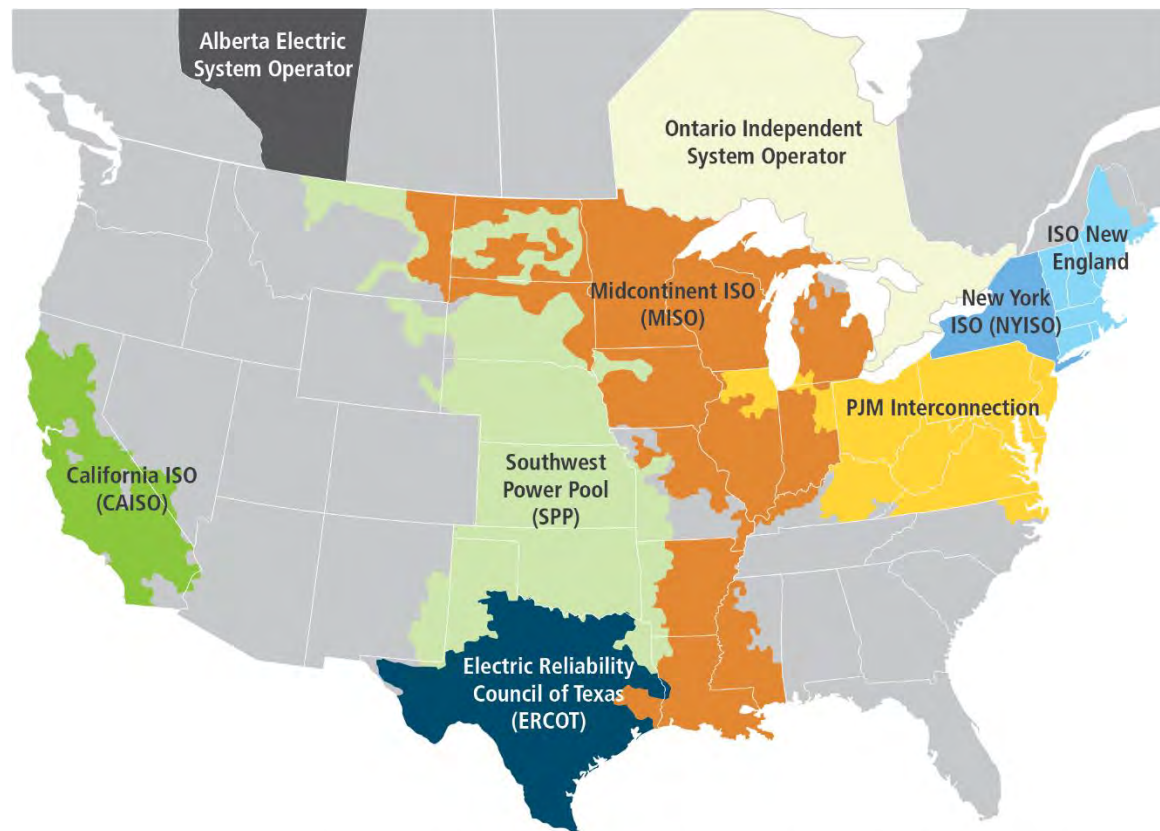 Alberta Electric
System Operator
Ontario Independent
System Operator
ISO New
England
Midcontinent ISO
(MISO)
New York
ISO (NYISO)
PJM Interconnection
California ISO
(CAISO)
Southwest
Power Pool
(SPP)
Electric Reliability
Council of Texas
(ERCOT)